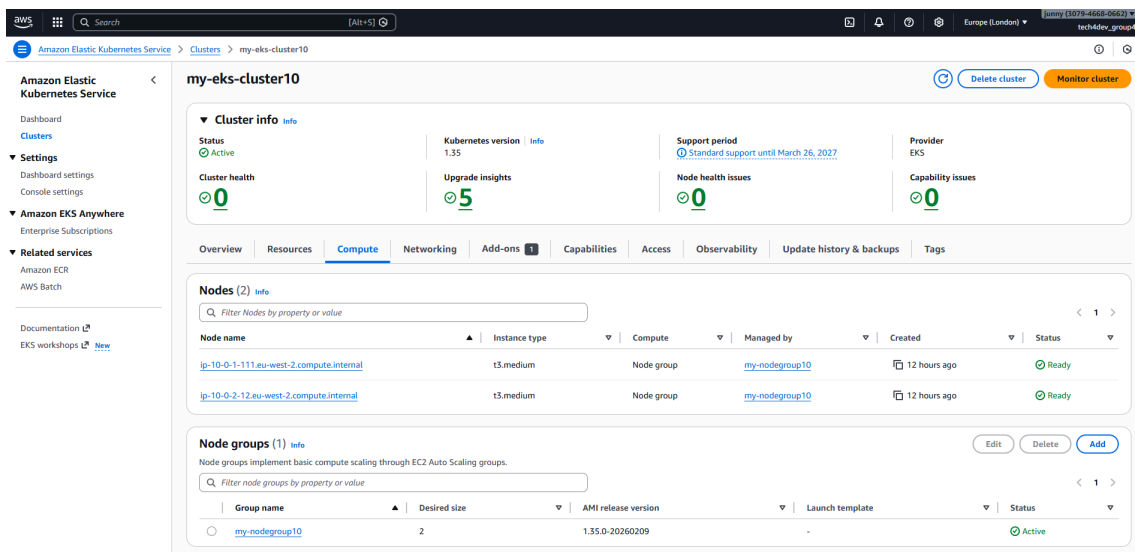 aws
Search
[Alt+S]
Europe (London)
junny (3079-4668-0662)
tech4dev_group4
Amazon Elastic Kubernetes Service > Clusters > my-eks-cluster10
Amazon Elastic
Kubernetes Service
Dashboard
Clusters
Settings
Dashboard settings
Console settings
Amazon EKS Anywhere
Enterprise Subscriptions
Related services
Amazon ECR
AWS Batch
Documentation
EKS workshops New
my-eks-cluster10
Delete cluster
Monitor cluster
Cluster info Info
Status
Active
Kubernetes version Info
1.35
Support period
Standard support until March 26, 2027
Provider
EKS
Cluster health
0
Upgrade insights
5
Node health issues
0
Capability issues
0
Overview Resources Compute Networking Add-ons 1 Capabilities Access Observability Update history & backups Tags
Nodes (2) Info
Filter Nodes by property or value
< 1 >
Node name Instance type Compute Managed by Created Status
ip-10-0-1-111.eu-west-2.compute.internal t3.medium Node group my-nodegroup10 12 hours ago Ready
ip-10-0-2-12.eu-west-2.compute.internal t3.medium Node group my-nodegroup10 12 hours ago Ready
Node groups (1) Info
Edit Delete Add
Node groups implement basic compute scaling through EC2 Auto Scaling groups.
Filter node groups by property or value
< 1 >
Group name Desired size AMI release version Launch template Status
my-nodegroup10 2 1.35.0-20260209 - Active